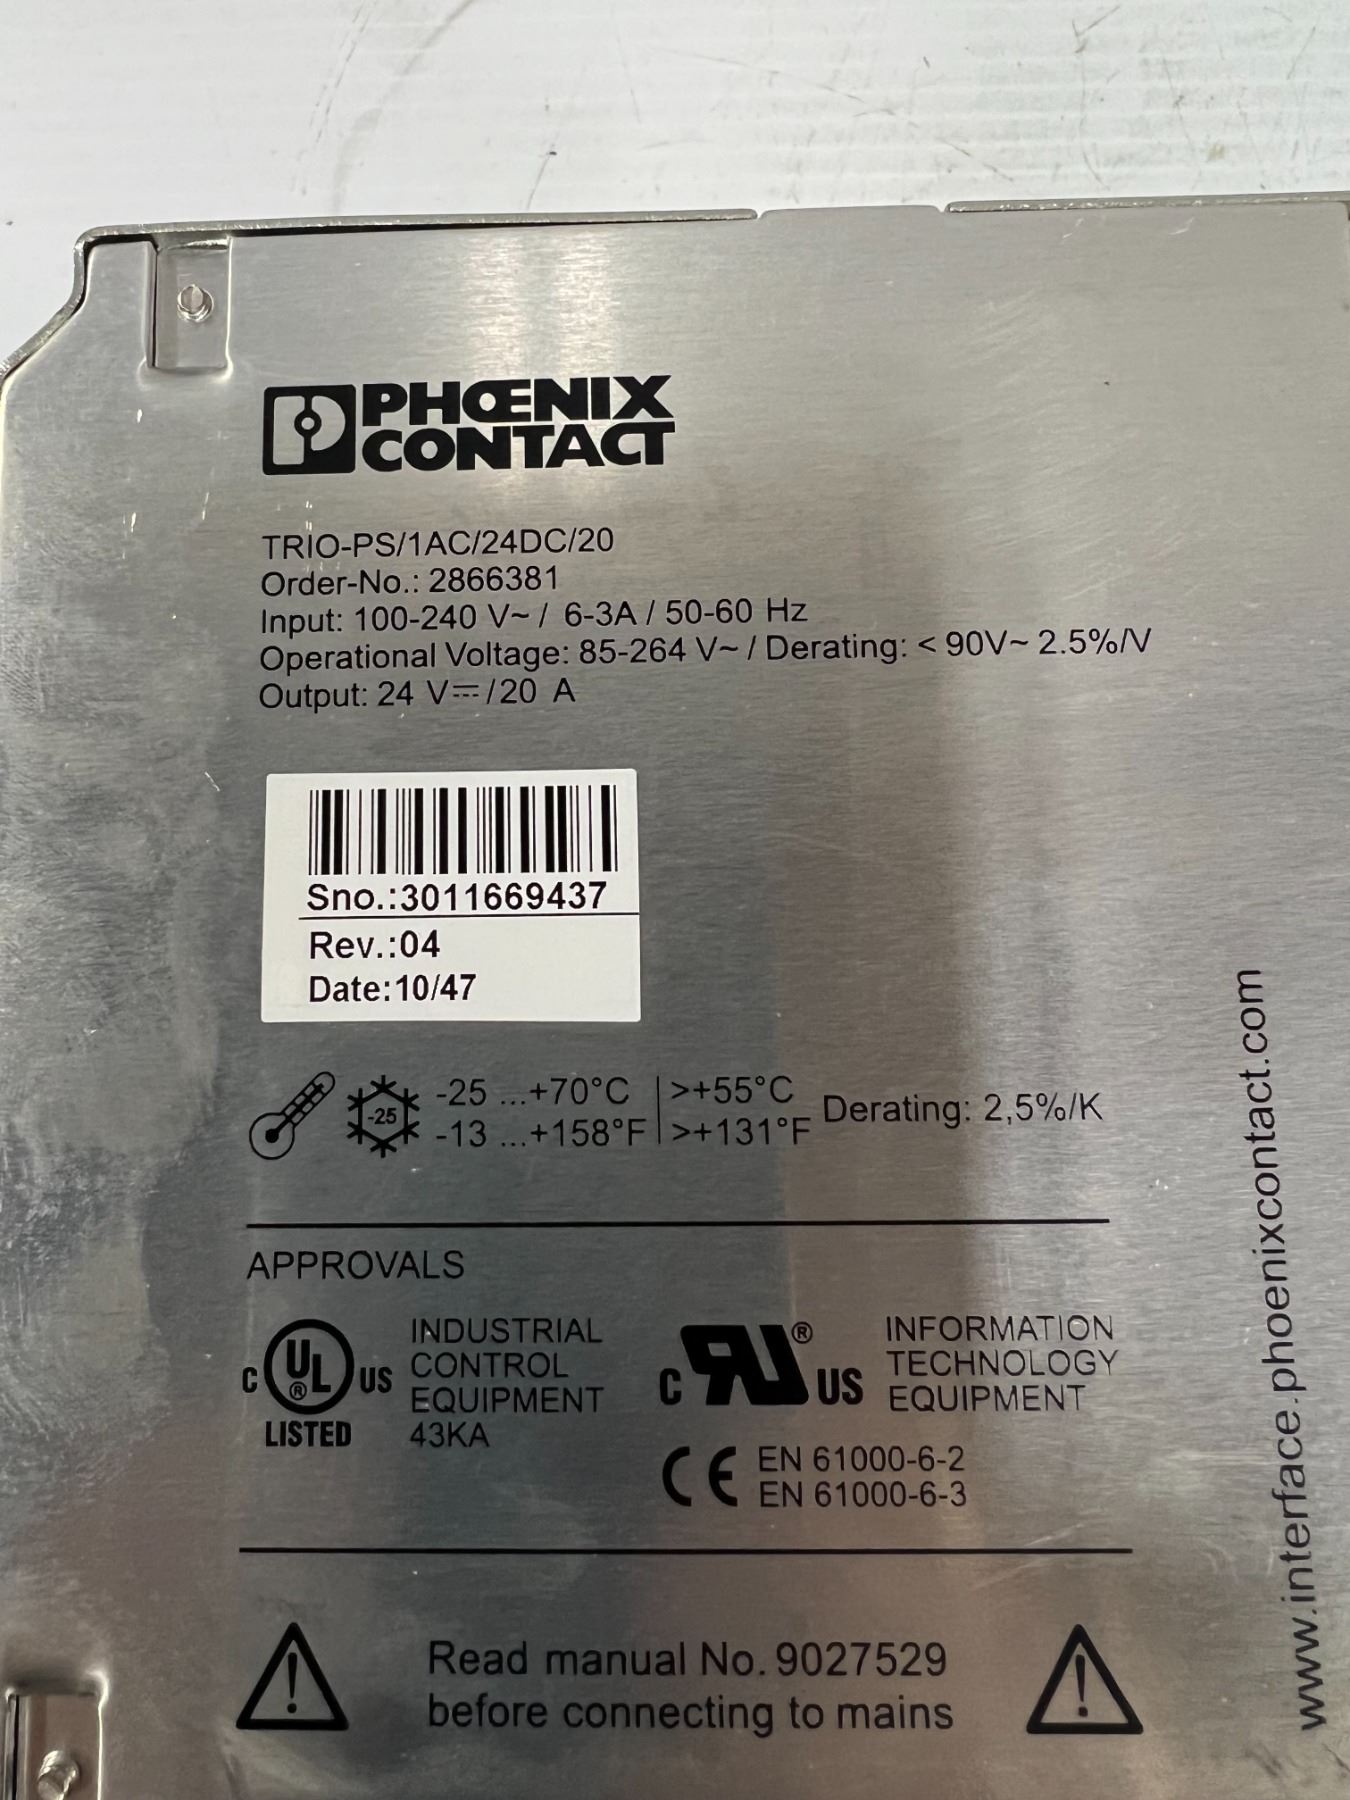 PHŒNIX
CONTACT
TRIO-PS/1AC/24DC/20
Order-No.: 2866381
Input: 100-240 V~ / 6-3A / 50-60 Hz
Operational Voltage: 85-264 V~ / Derating: < 90V~ 2.5%/V
Output: 24 V⎓/20 A
Sno.:3011669437
Rev.:04
Date:10/47
-25
-25 ...+70°C >+55°C
-13 ...+158°F >+131°F
Derating: 2,5%/K
APPROVALS
C UL® US
LISTED
INDUSTRIAL
CONTROL
EQUIPMENT
43KA
C RU® US
INFORMATION
TECHNOLOGY
EQUIPMENT
CE
EN 61000-6-2
EN 61000-6-3
Read manual No. 9027529
before connecting to mains
www.interface.phoenixcontact.com